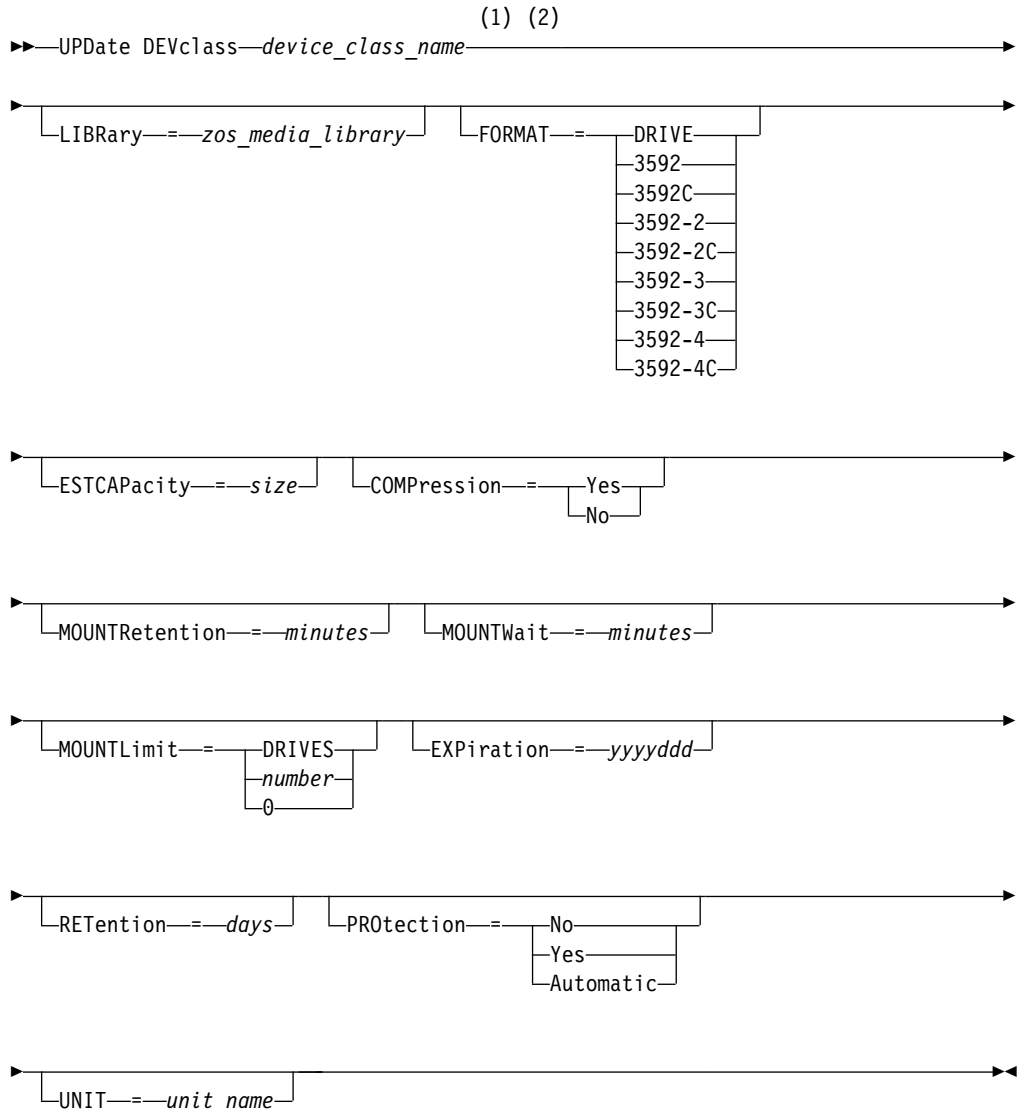 (1) (2)
UPDate DEVclass device_class_name
LIBRary = zos_media_library FORMAT = DRIVE
3592
3592C
3592-2
3592-2C
3592-3
3592-3C
3592-4
3592-4C
ESTCAPacity = size COMPression = Yes
No
MOUNTRetention = minutes MOUNTWait = minutes
MOUNTLimit = DRIVES EXPiration = yyyyddd
number
0
RETention = days PROtection = No
Yes
Automatic
UNIT = unit name